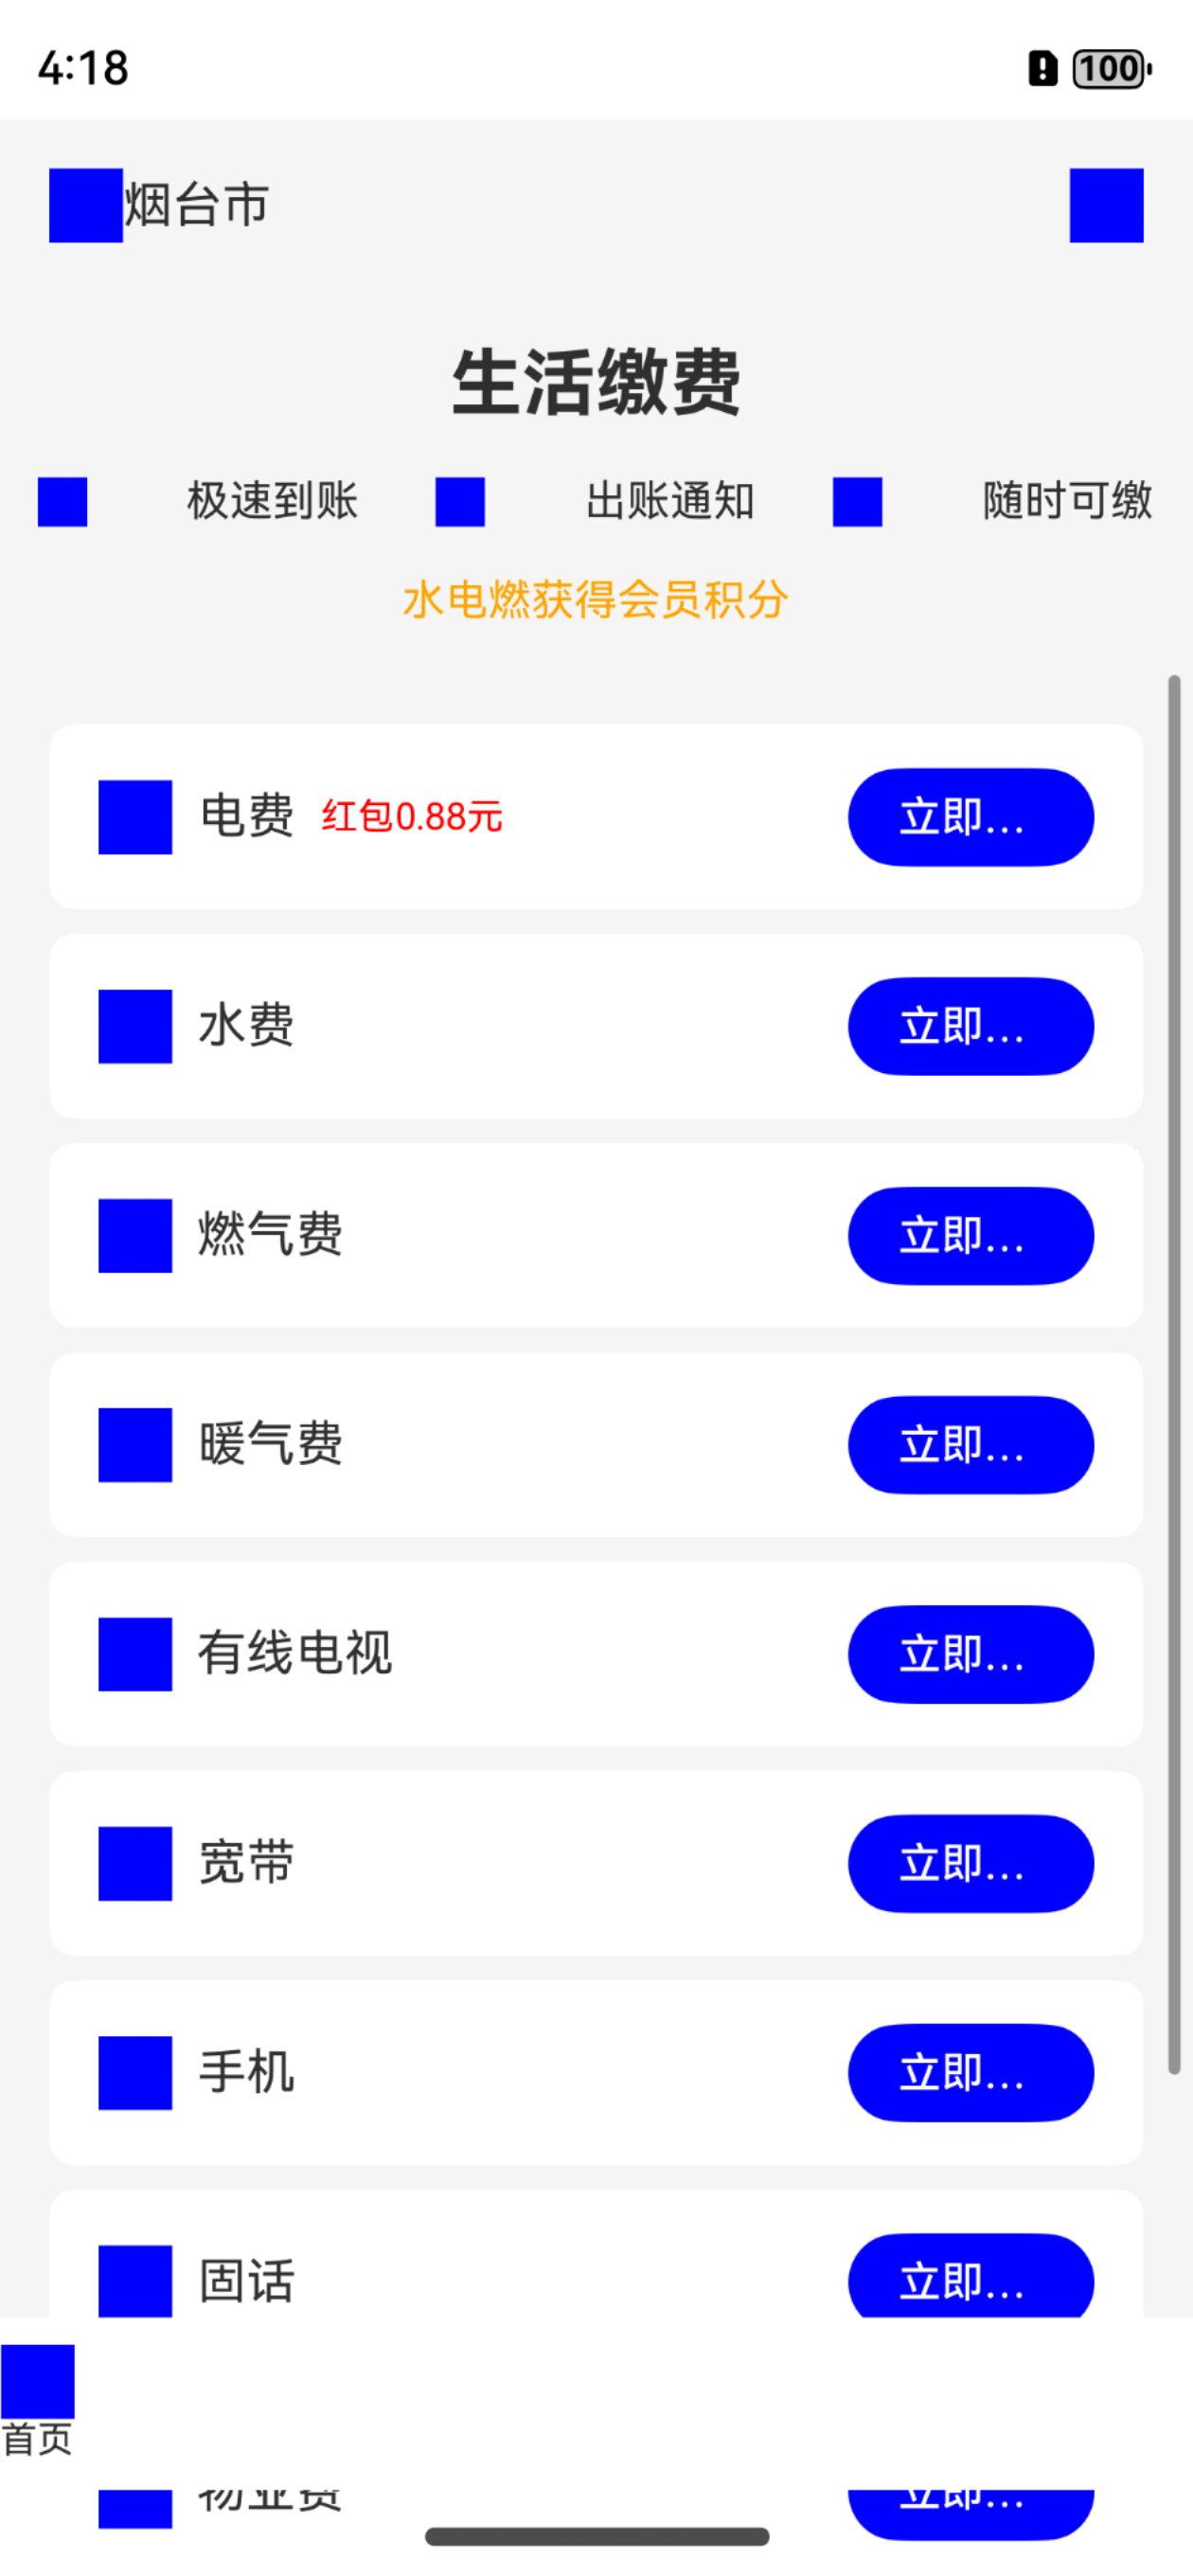 4:18
100
烟台市
生活缴费
极速到账 出账通知 随时可缴
水电燃获得会员积分
电费 红包0.88元 立即...
水费 立即...
燃气费 立即...
暖气费 立即...
有线电视 立即...
宽带 立即...
手机 立即...
固话 立即...
首页
物业费 立即...